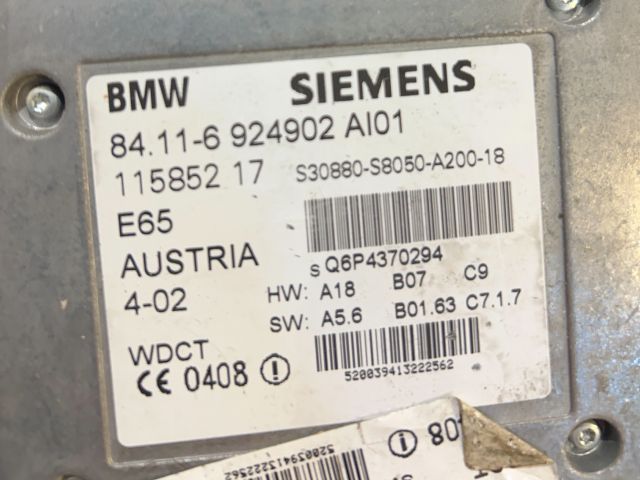 BMW SIEMENS
84.11-6 924902 AI01
115852 17 S30880-S8050-A200-18
E65
AUSTRIA
S Q6P4370294
4-02 HW: A18 B07 C9
SW: A5.6 B01.63 C7.1.7
WDCT
CE 0408
520039413222562
520039413222562